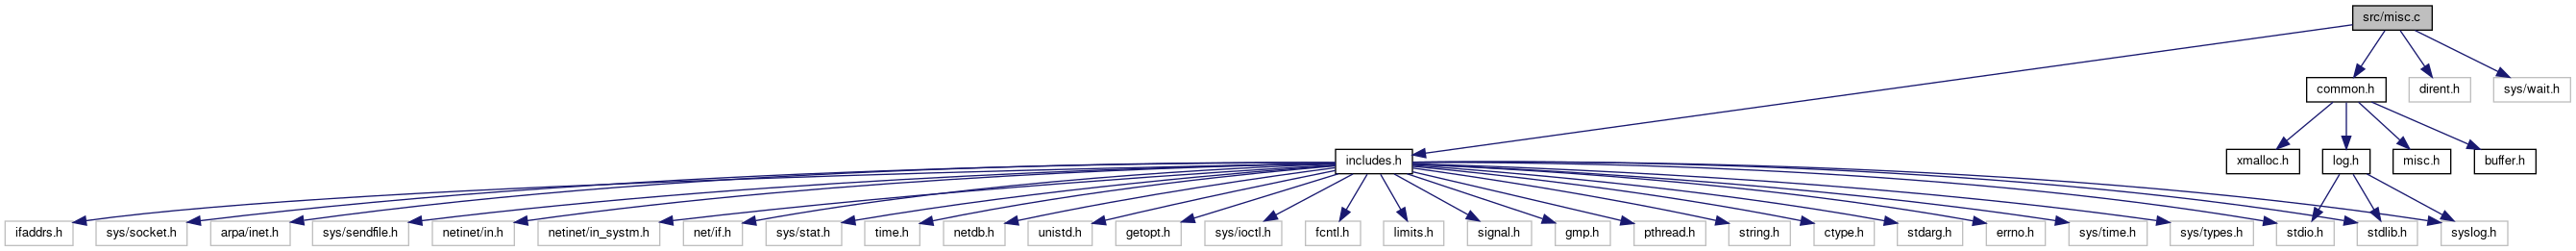 src/misc.c
common.h
dirent.h
sys/wait.h
includes.h
xmalloc.h
log.h
misc.h
buffer.h
ifaddrs.h
sys/socket.h
arpa/inet.h
sys/sendfile.h
netinet/in.h
netinet/in_systm.h
net/if.h
sys/stat.h
time.h
netdb.h
unistd.h
getopt.h
sys/ioctl.h
fcntl.h
limits.h
signal.h
gmp.h
pthread.h
string.h
ctype.h
stdarg.h
errno.h
sys/time.h
sys/types.h
stdio.h
stdlib.h
syslog.h